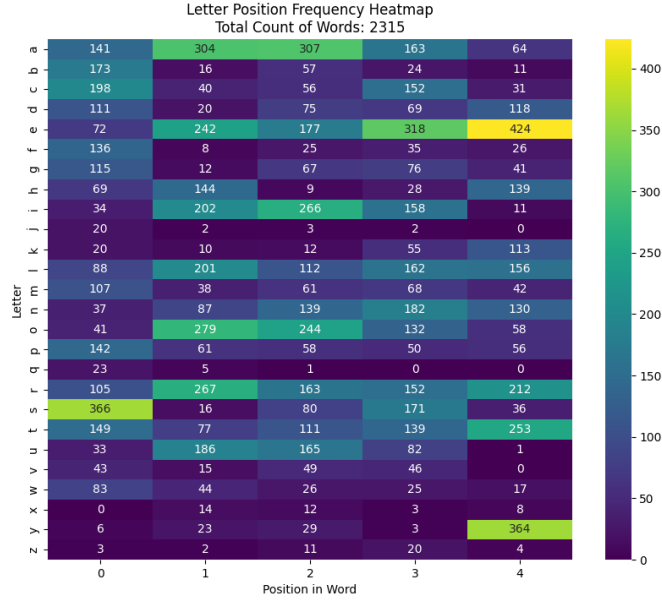 Letter Position Frequency Heatmap
Total Count of Words: 2315
a 141 304 307 163 64
b 173 16 57 24 11
c 198 40 56 152 31
d 111 20 75 69 118
e 72 242 177 318 424
f 136 8 25 35 26
g 115 12 67 76 41
h 69 144 9 28 139
i 34 202 266 158 11
j 20 2 3 2 0
k 20 10 12 55 113
l 88 201 112 162 156
m 107 38 61 68 42
n 37 87 139 182 130
o 41 279 244 132 58
p 142 61 58 50 56
q 23 5 1 0 0
r 105 267 163 152 212
s 366 16 80 171 36
t 149 77 111 139 253
u 33 186 165 82 1
v 43 15 49 46 0
w 83 44 26 25 17
x 0 14 12 3 8
y 6 23 29 3 364
z 3 2 11 20 4
0 1 2 3 4
Position in Word
Letter
400
350
300
250
200
150
100
50
0